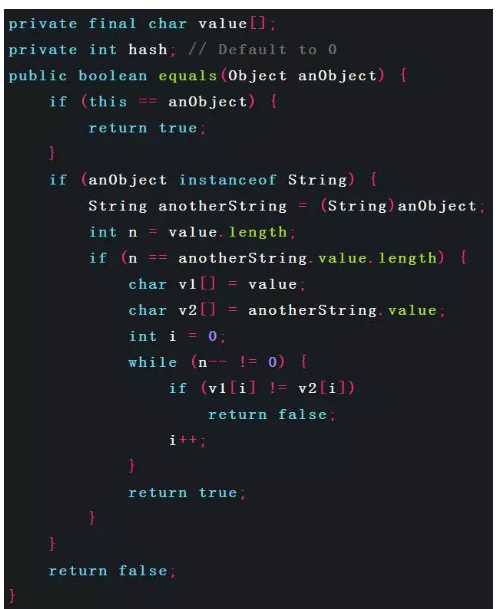 private final char value[];
private int hash; // Default to 0
public boolean equals(Object anObject) {
    if (this == anObject) {
        return true;
    }
    if (anObject instanceof String) {
        String anotherString = (String)anObject;
        int n = value.length;
        if (n == anotherString.value.length) {
            char v1[] = value;
            char v2[] = anotherString.value;
            int i = 0;
            while (n-- != 0) {
                if (v1[i] != v2[i])
                    return false;
                i++;
            }
            return true;
        }
    }
    return false;
}